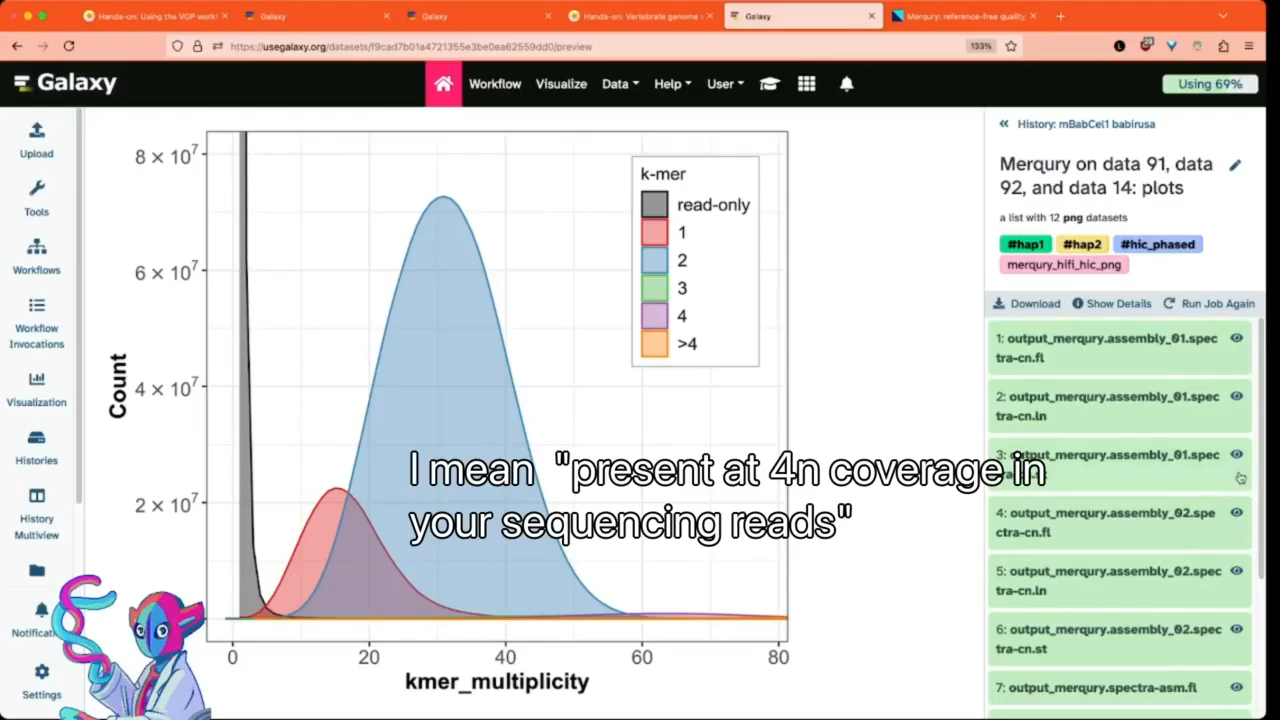 Hands-on: Using the VGP work
Galaxy
Galaxy
Hands-on: Vertebrate genome
Galaxy
Merqury: reference-free quality
https://usegalaxy.org/datasets/f9cad7b01a4721355e3be0ea62559dd0/preview
133%
Galaxy
Workflow
Visualize
Data
Help
User
Using 69%
Upload
Tools
Workflows
Workflow
Invocations
Visualization
Histories
History
Multiview
Notificati
Settings
8 × 10⁷
6 × 10⁷
4 × 10⁷
2 × 10⁷
Count
0
20
40
60
80
kmer_multiplicity
k-mer
read-only
1
2
3
4
>4
I mean "present at 4n coverage in
your sequencing reads"
History: mBabCel1 babirusa
Merqury on data 91, data
92, and data 14: plots
a list with 12 png datasets
#hap1
#hap2
#hic_phased
merqury_hifi_hic_png
Download
Show Details
Run Job Again
1: output_merqury.assembly_01.spec
tra-cn.fl
2: output_merqury.assembly_01.spec
tra-cn.ln
3: output_merqury.assembly_01.spec
4: output_merqury.assembly_02.spe
ctra-cn.fl
5: output_merqury.assembly_02.spec
tra-cn.ln
6: output_merqury.assembly_02.spec
tra-cn.st
7: output_merqury.spectra-asm.fl